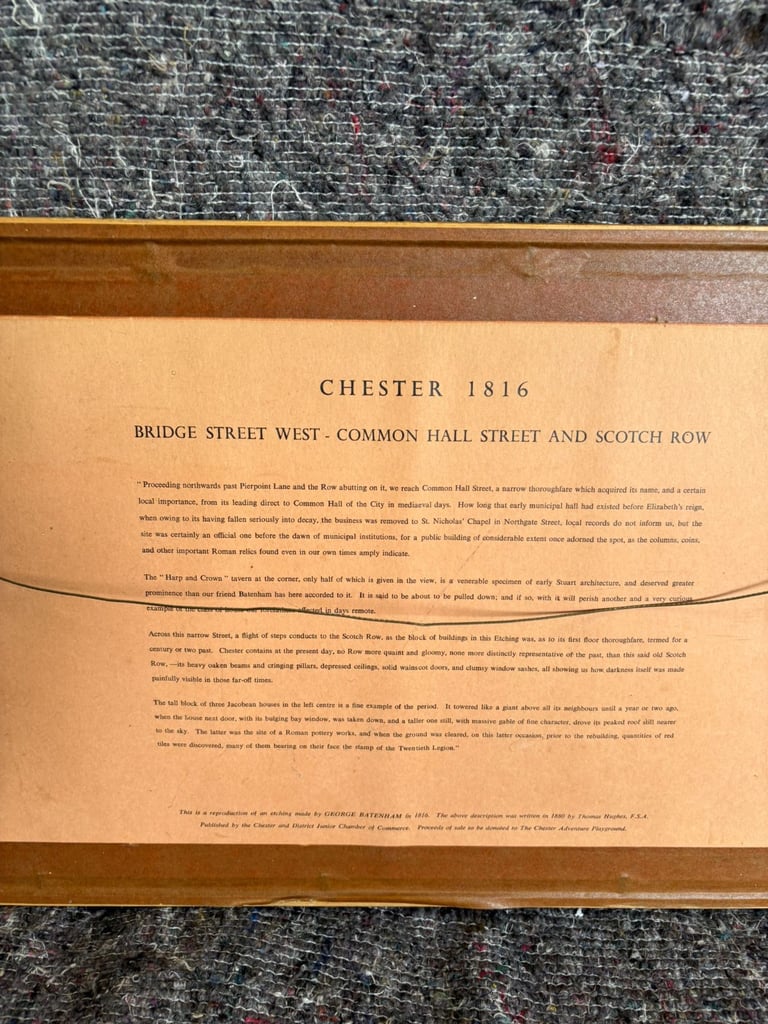 CHESTER 1816
BRIDGE STREET WEST - COMMON HALL STREET AND SCOTCH ROW
" Proceeding northwards past Pierpoint Lane and the Row abutting on it, we reach Common Hall Street, a narrow thoroughfare which acquired its name, and a certain
local importance, from its leading direct to Common Hall of the City in mediaeval days. How long that early municipal hall had existed before Elizabeth's reign,
when owing to its having fallen seriously into decay, the business was removed to St. Nicholas' Chapel in Northgate Street, local records do not inform us, but the
site was certainly an official one before the dawn of municipal institutions, for a public building of considerable extent once adorned the spot, as the columns, coins,
and other important Roman relics found even in our own times amply indicate.
The " Harp and Crown " tavern at the corner, only half of which is given in the view, is a venerable specimen of early Stuart architecture, and deserved greater
prominence than our friend Batenham has here accorded to it. It is said to be about to be pulled down; and if so, with it will perish another and a very curious
example of the class of affected in days remote.
Across this narrow Street, a flight of steps conducts to the Scotch Row, as the block of buildings in this Etching was, as to its first floor thoroughfare, termed for a
century or two past. Chester contains at the present day, no Row more quaint and gloomy, none more distinctly representative of the past, than this said old Scotch
Row, —its heavy oaken beams and cringing pillars, depressed ceilings, solid wainscot doors, and clumsy window sashes, all showing us how darkness itself was made
painfully visible in those far-off times.
The tall block of three Jacobean houses in the left centre is a fine example of the period. It towered like a giant above all its neighbours until a year or two ago,
when the house next door, with its bulging bay window, was taken down, and a taller one still, with massive gable of fine character, drove its peaked roof still nearer
to the sky. The latter was the site of a Roman pottery works, and when the ground was cleared, on this latter occasion, prior to the rebuilding, quantities of red
tiles were discovered, many of them bearing on their face the stamp of the Twentieth Legion."
This is a reproduction of an etching made by GEORGE BATENHAM in 1816. The above description was written in 1880 by Thomas Hughes, F.S.A.
Published by the Chester and District Junior Chamber of Commerce. Proceeds of sale to be donated to The Chester Adventure Playground.